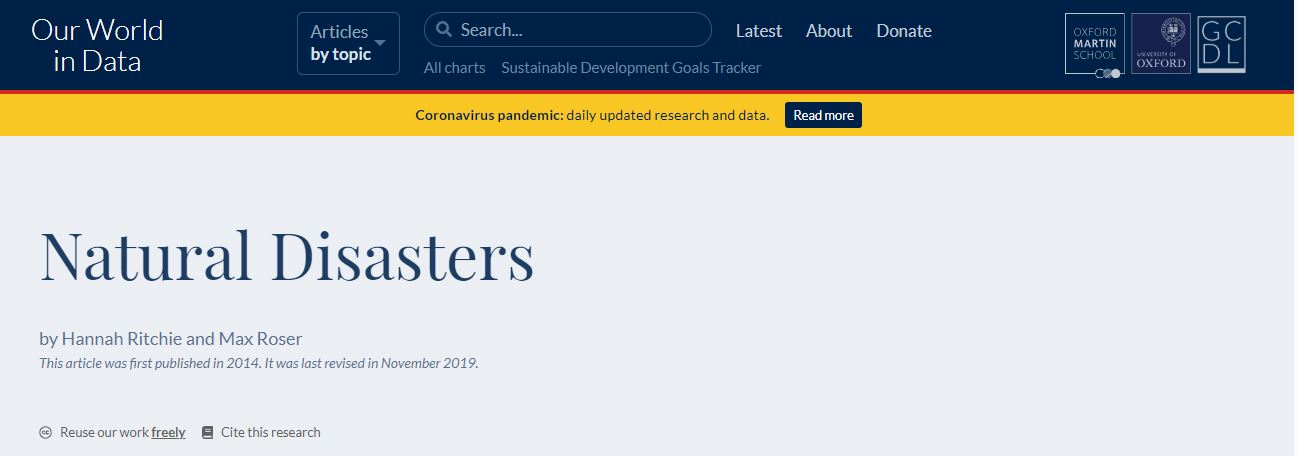 Our World
in Data
Articles
by topic
Search...
Latest
About
Donate
All charts
Sustainable Development Goals Tracker
OXFORD
MARTIN
SCHOOL
UNIVERSITY OF
OXFORD
GC
DL
Coronavirus pandemic: daily updated research and data.
Read more
Natural Disasters
by Hannah Ritchie and Max Roser
This article was first published in 2014. It was last revised in November 2019.
Reuse our work freely
Cite this research